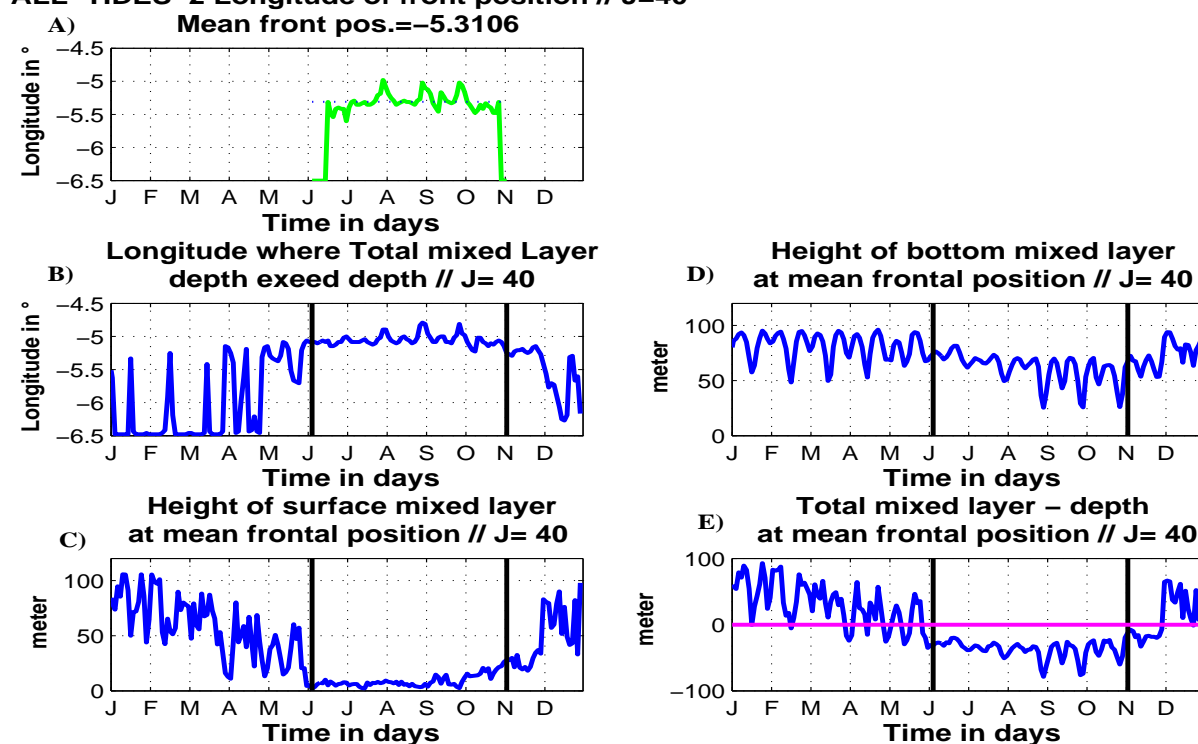 A)
Mean front pos.=−5.3106
Longitude in °
−4.5
−5
−5.5
−6
−6.5
J F M A M J J A S O N D
Time in days
B)
Longitude where Total mixed Layer
depth exeed depth // J= 40
Longitude in °
−4.5
−5
−5.5
−6
−6.5
J F M A M J J A S O N D
Time in days
D)
Height of bottom mixed layer
at mean frontal position // J= 40
meter
100
50
0
J F M A M J J A S O N D
Time in days
C)
Height of surface mixed layer
at mean frontal position // J= 40
meter
100
50
0
J F M A M J J A S O N D
Time in days
E)
Total mixed layer − depth
at mean frontal position // J= 40
meter
100
0
−100
J F M A M J J A S O N D
Time in days